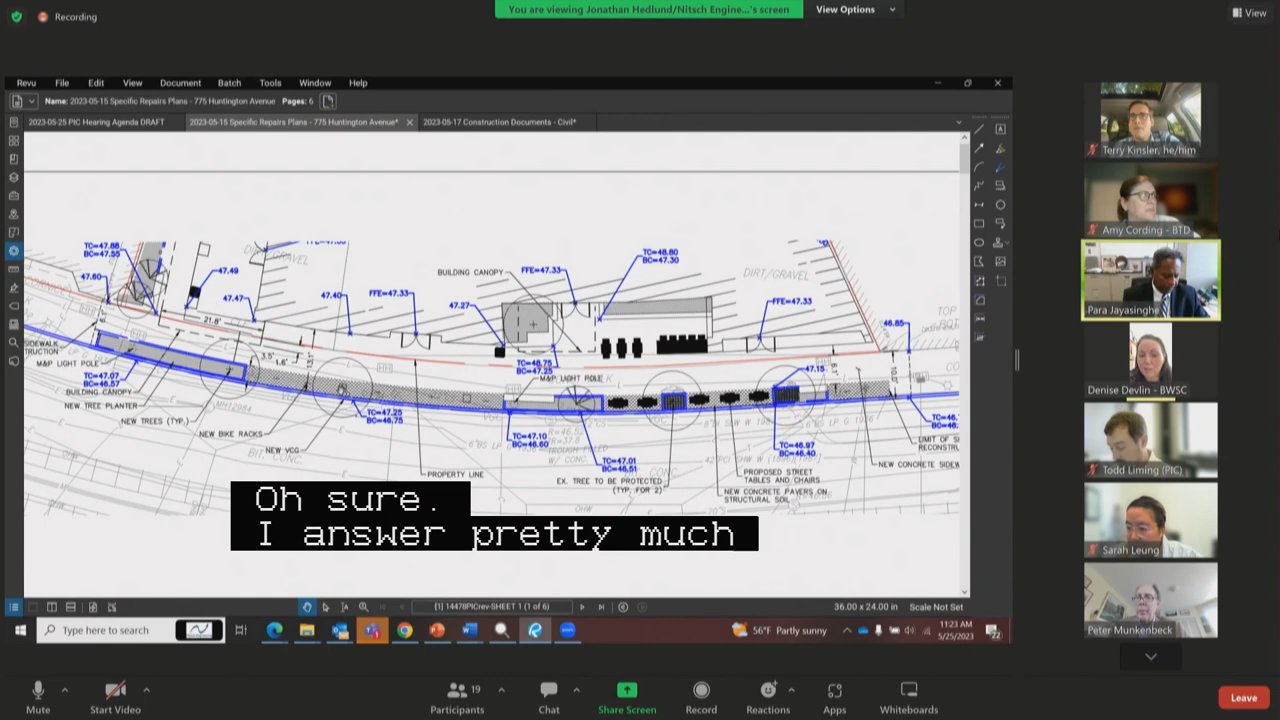 Recording
You are viewing Jonathan Hedlund/Nitsch Engine...'s screen
View Options
View
Revu File Edit View Document Batch Tools Window Help
Name: 2023-05-15 Specific Repairs Plans - 775 Huntington Avenue Pages: 6
2023-05-25 PIC Hearing Agenda DRAFT
2023-05-15 Specific Repairs Plans - 775 Huntington Avenue*
2023-05-17 Construction Documents - Civil*
TC=47.88
BC=47.55
47.60
47.49
47.47
21.8'
3.5'
1.6'
47.40
FFE=47.33
47.27
BUILDING CANOPY
FFE=47.33
TC=48.80
BC=47.30
DIRT/GRAVEL
FFE=47.33
46.85
TOP
TC=48.75
BC=47.25
M&P LIGHT POLE
47.15
M&P LIGHT POLE
TC=47.07
BC=46.57
BUILDING CANOPY
NEW TREE PLANTER
NEW TREES (TYP.)
NEW BIKE RACKS
NEW VCG
TC=47.25
BC=46.75
PROPERTY LINE
TC=47.10
BC=46.60
TC=47.01
BC=46.51
EX. TREE TO BE PROTECTED
(TYP. FOR 2)
TC=46.97
BC=46.40
PROPOSED STREET
TABLES AND CHAIRS
NEW CONCRETE PAVERS ON
STRUCTURAL SOIL
NEW CONCRETE SIDEW
LIMIT OF S
RECONSTR
Oh sure.
I answer pretty much
[1] 14478PICrev-SHEET 1 (1 of 6)
36.00 x 24.00 in
Scale Not Set
Type here to search
56°F Partly sunny
11:23 AM
5/25/2023
22
Terry Kinsler, he/him
Amy Cording - BTD
Para Jayasinghe
Denise Devlin - BWSC
Todd Liming (PIC)
Sarah Leung
Peter Munkenbeck
Mute
Start Video
19
Participants
Chat
Share Screen
Record
Reactions
Apps
Whiteboards
Leave